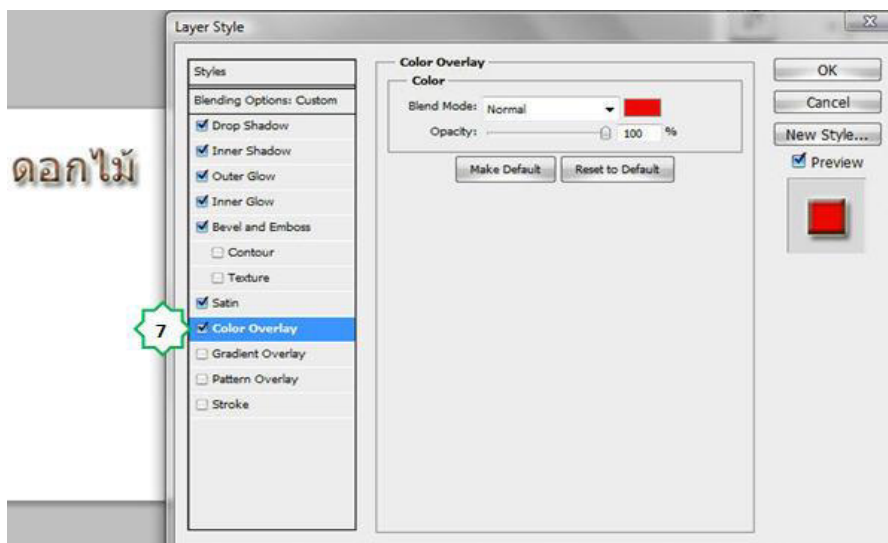 Layer Style
Styles
Blending Options: Custom
Drop Shadow
Inner Shadow
Outer Glow
Inner Glow
Bevel and Emboss
Contour
Texture
Satin
Color Overlay
Gradient Overlay
Pattern Overlay
Stroke
ดอกไม้
7
Color Overlay
Color
Blend Mode: Normal
Opacity: 100 %
Make Default Reset to Default
OK
Cancel
New Style...
Preview